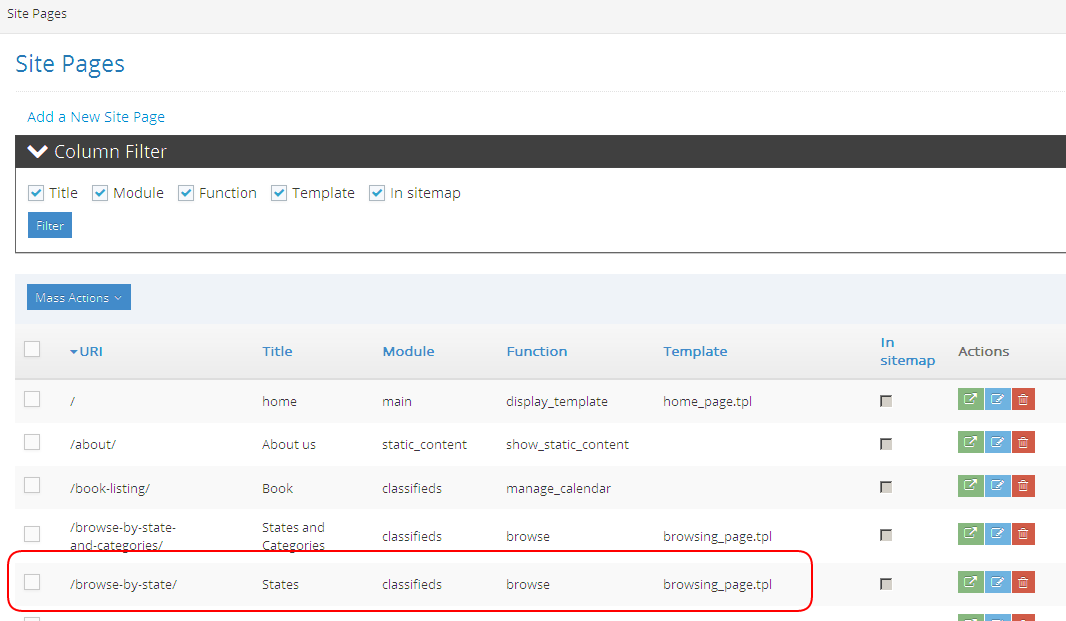 Site Pages
Site Pages
Add a New Site Page
Column Filter
Title Module Function Template In sitemap
Filter
Mass Actions
URI Title Module Function Template In sitemap Actions
/ home main display_template home_page.tpl
/about/ About us static_content show_static_content
/book-listing/ Book classifieds manage_calendar
/browse-by-state-and-categories/ States and Categories classifieds browse browsing_page.tpl
/browse-by-state/ States classifieds browse browsing_page.tpl